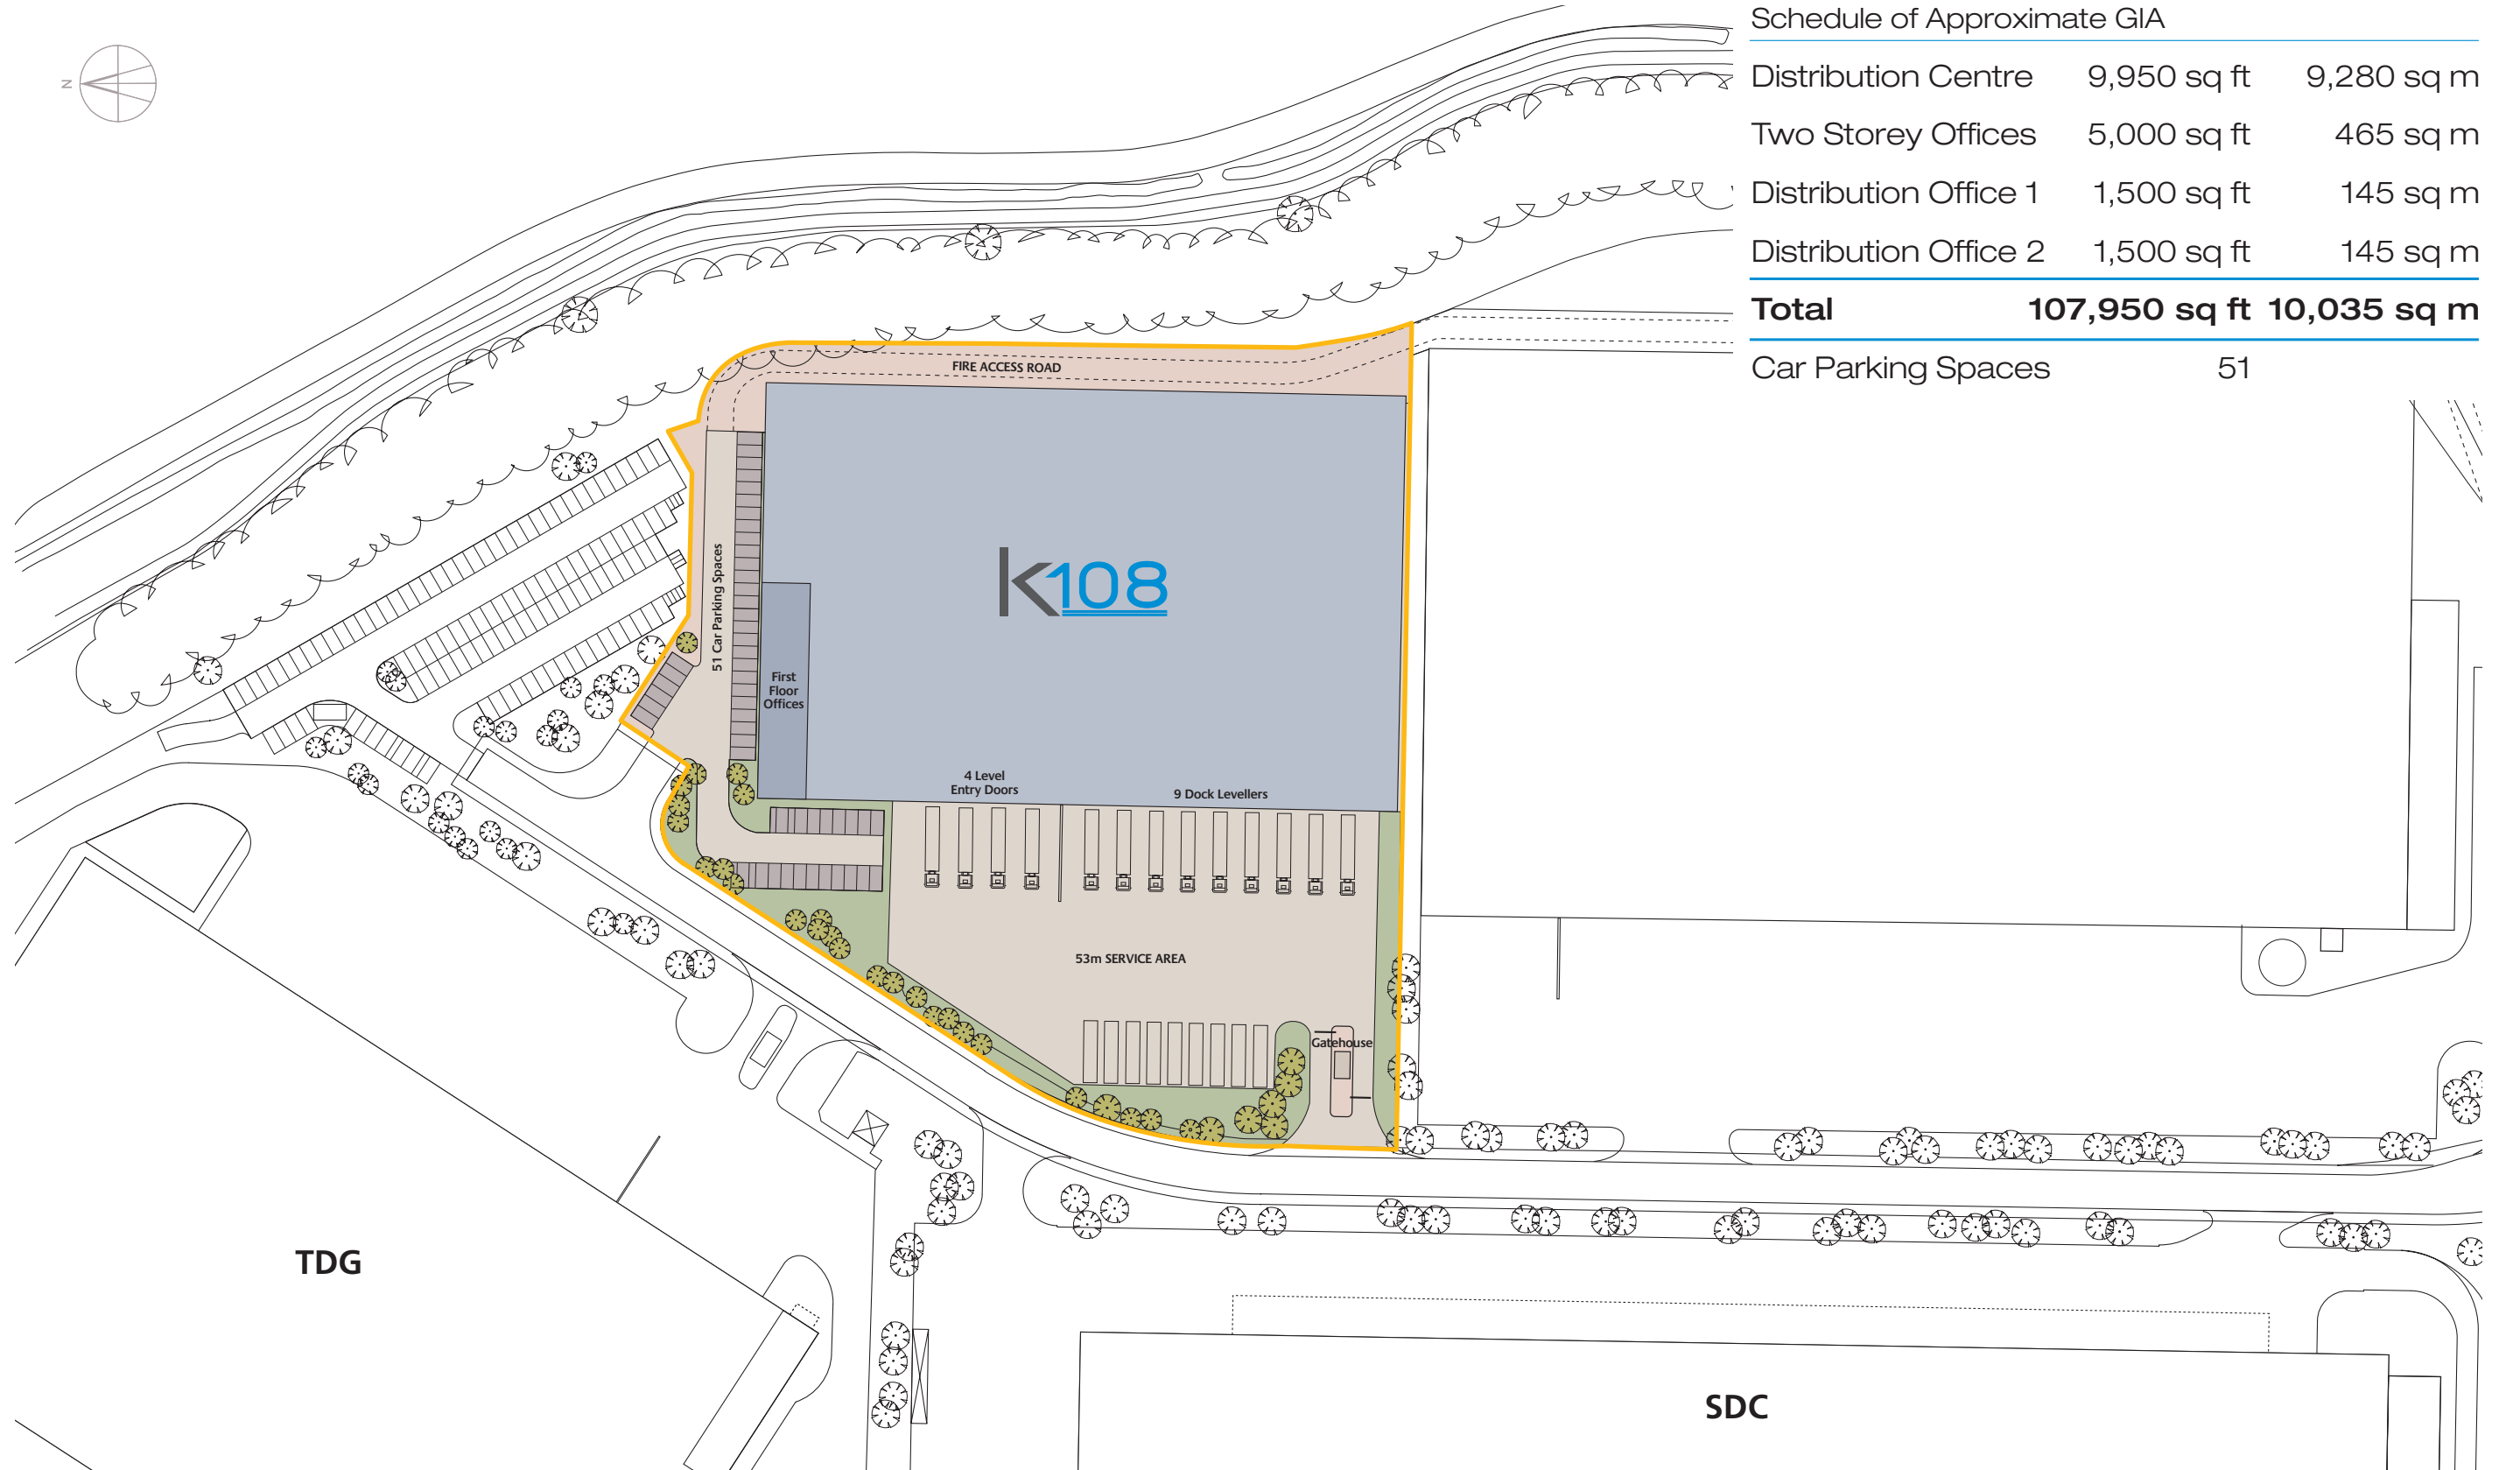 Schedule of Approximate GIA
Distribution Centre 9,950 sq ft 9,280 sq m
Two Storey Offices 5,000 sq ft 465 sq m
Distribution Office 1 1,500 sq ft 145 sq m
Distribution Office 2 1,500 sq ft 145 sq m
Total 107,950 sq ft 10,035 sq m
Car Parking Spaces 51
N
FIRE ACCESS ROAD
51 Car Parking Spaces
K108
First
Floor
Offices
4 Level
Entry Doors
9 Dock Levellers
53m SERVICE AREA
Gatehouse
TDG
SDC